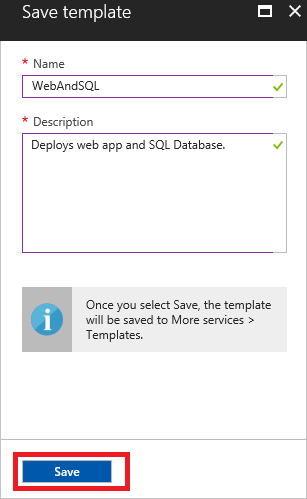 Save template
* Name
WebAndSQL
* Description
Deploys web app and SQL Database.
Once you select Save, the template
will be saved to More services >
Templates.
Save